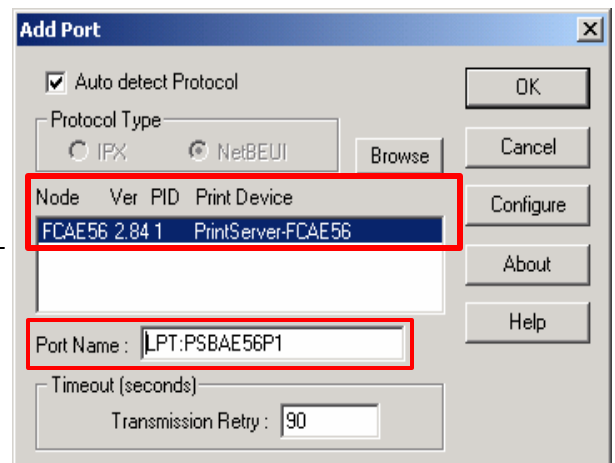 Add Port
Auto detect Protocol
OK
Protocol Type
IPX NetBEUI
Browse
Cancel
Node Ver PID Print Device
Configure
FCAE56 2.84 1 PrintServer-FCAE56
About
Help
Port Name : LPT:PSBAE56P1
Timeout (seconds)
Transmission Retry : 90